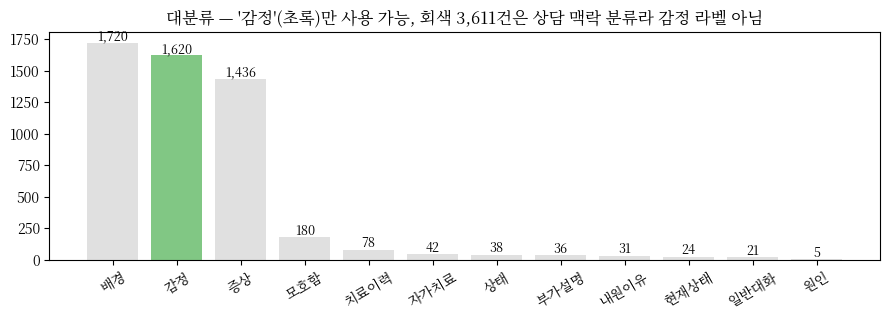 대분류 — '감정'(초록)만 사용 가능, 회색 3,611건은 상담 맥락 분류라 감정 라벨 아님
1750
1500
1250
1000
750
500
250
0
1,720
1,620
1,436
180
78
42
38
36
31
24
21
5
배경
감정
증상
모호함
치료이력
자가치료
상태
부가설명
내원이유
현재상태
일반대화
원인